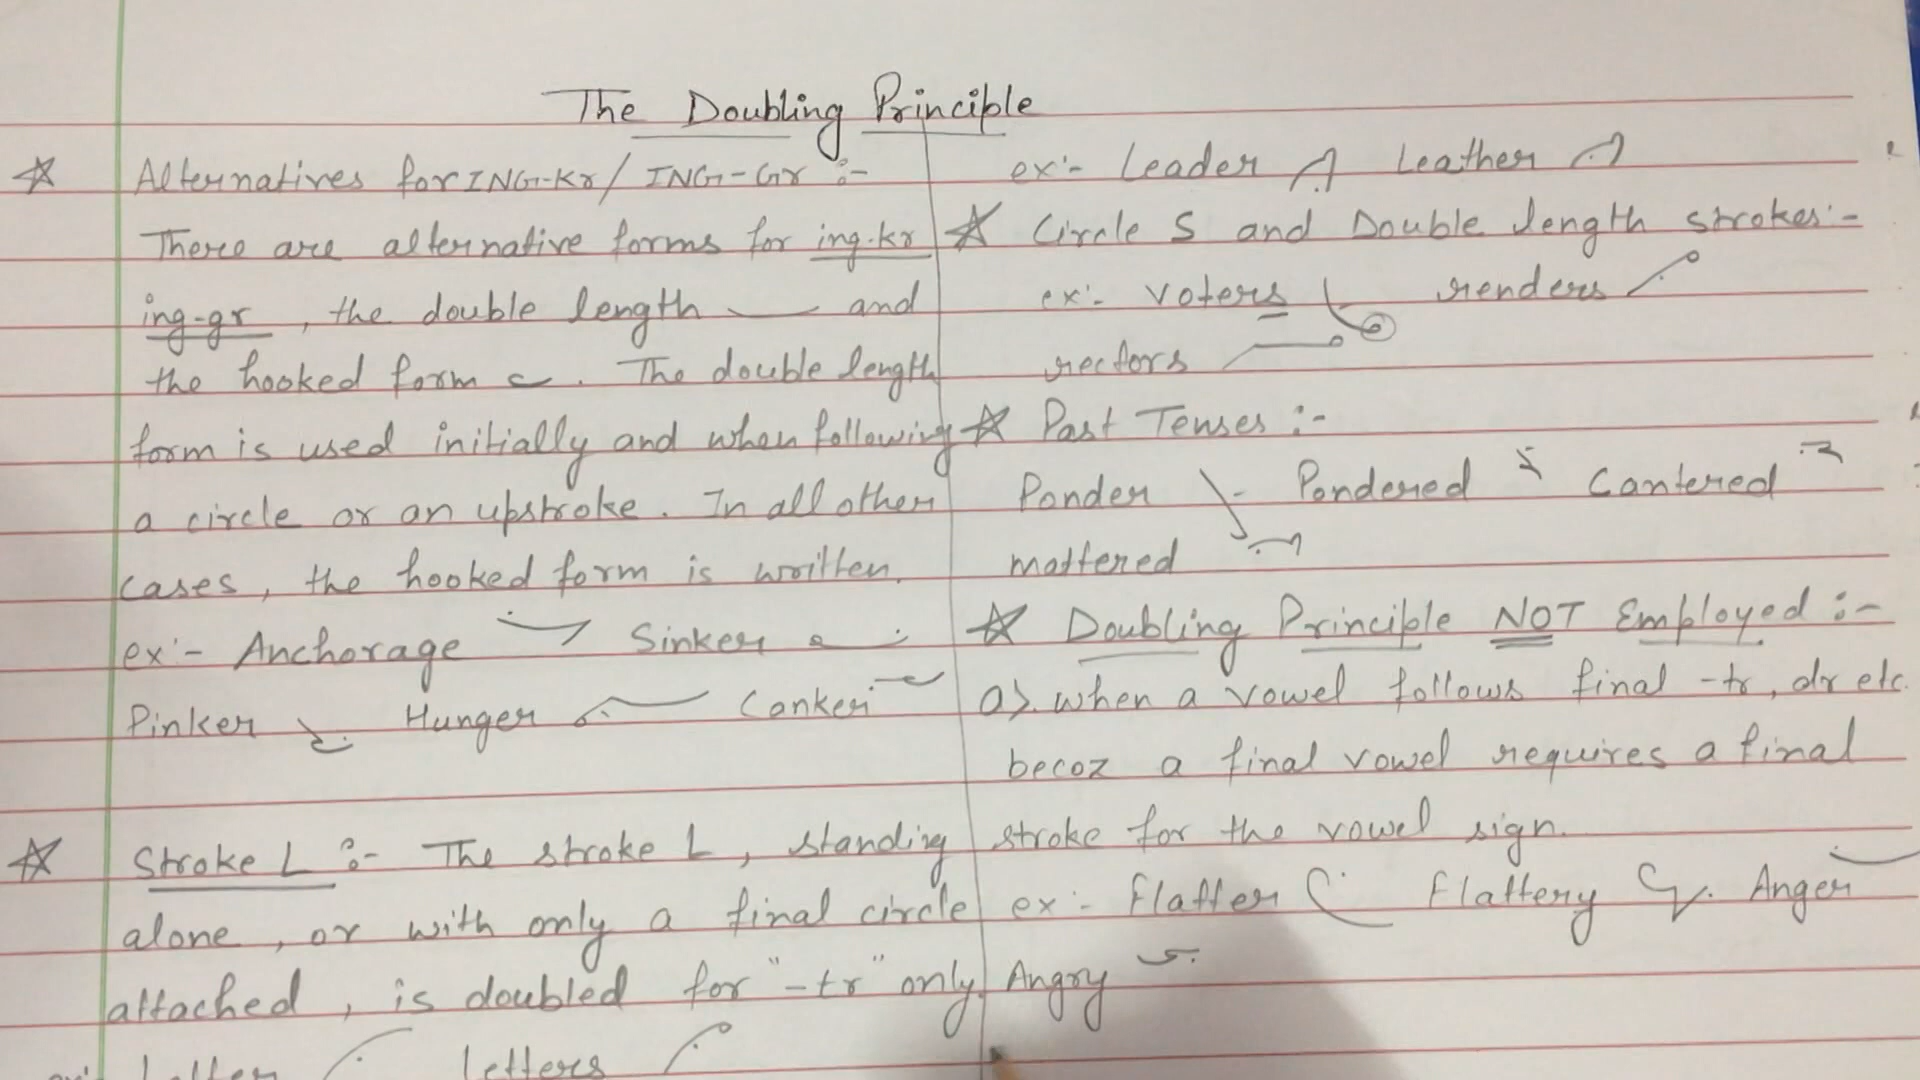 The Doubling Principle
☆ Alternatives for ING-Kr/ ING-Gr :-
There are alternative forms for ing-kr
ing-gr, the double length and
the hooked form. The double length
form is used initially and when following
a circle or an upstroke. In all other
cases, the hooked form is written.
ex:- Anchorage Sinker
Pinker Hunger Conker
☆ Stroke L :- The stroke L, standing
alone, or with only a final circle
attached, is doubled for "-tr" only.
ex:- Letter letters
ex:- Leader Leather
☆ Circle S and Double length strokes:-
ex:- voters renders
rectors
☆ Past Tenses :-
Ponder Pondered Cantered
mattered
☆ Doubling Principle NOT Employed :-
a). when a vowel follows final -tr, dr etc.
becoz a final vowel requires a final
stroke for the vowel sign.
ex:- Flatter Flattery Anger
Angry